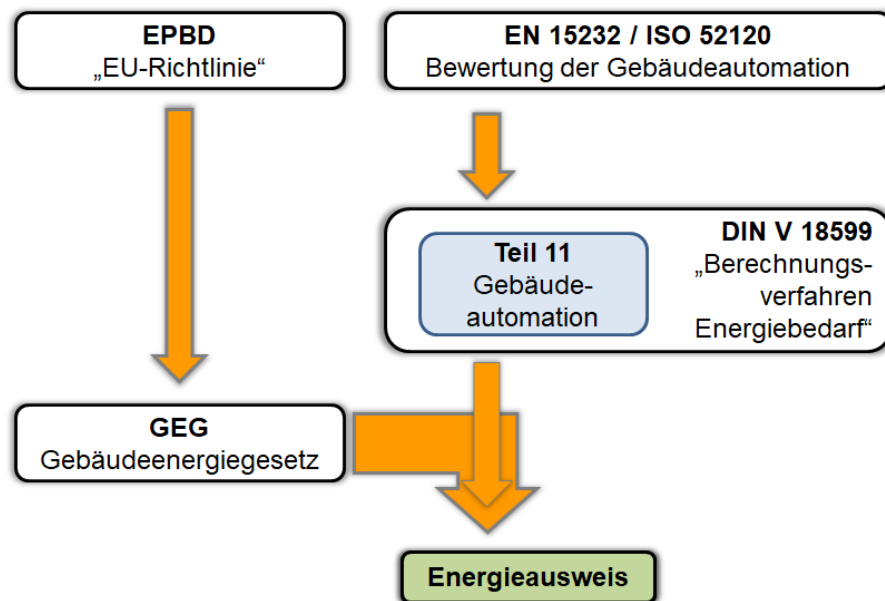 EPBD
„EU-Richtlinie“
EN 15232 / ISO 52120
Bewertung der Gebäudeautomation
Teil 11
Gebäude-
automation
DIN V 18599
„Berechnungs-
verfahren
Energiebedarf“
GEG
Gebäudeenergiegesetz
Energieausweis